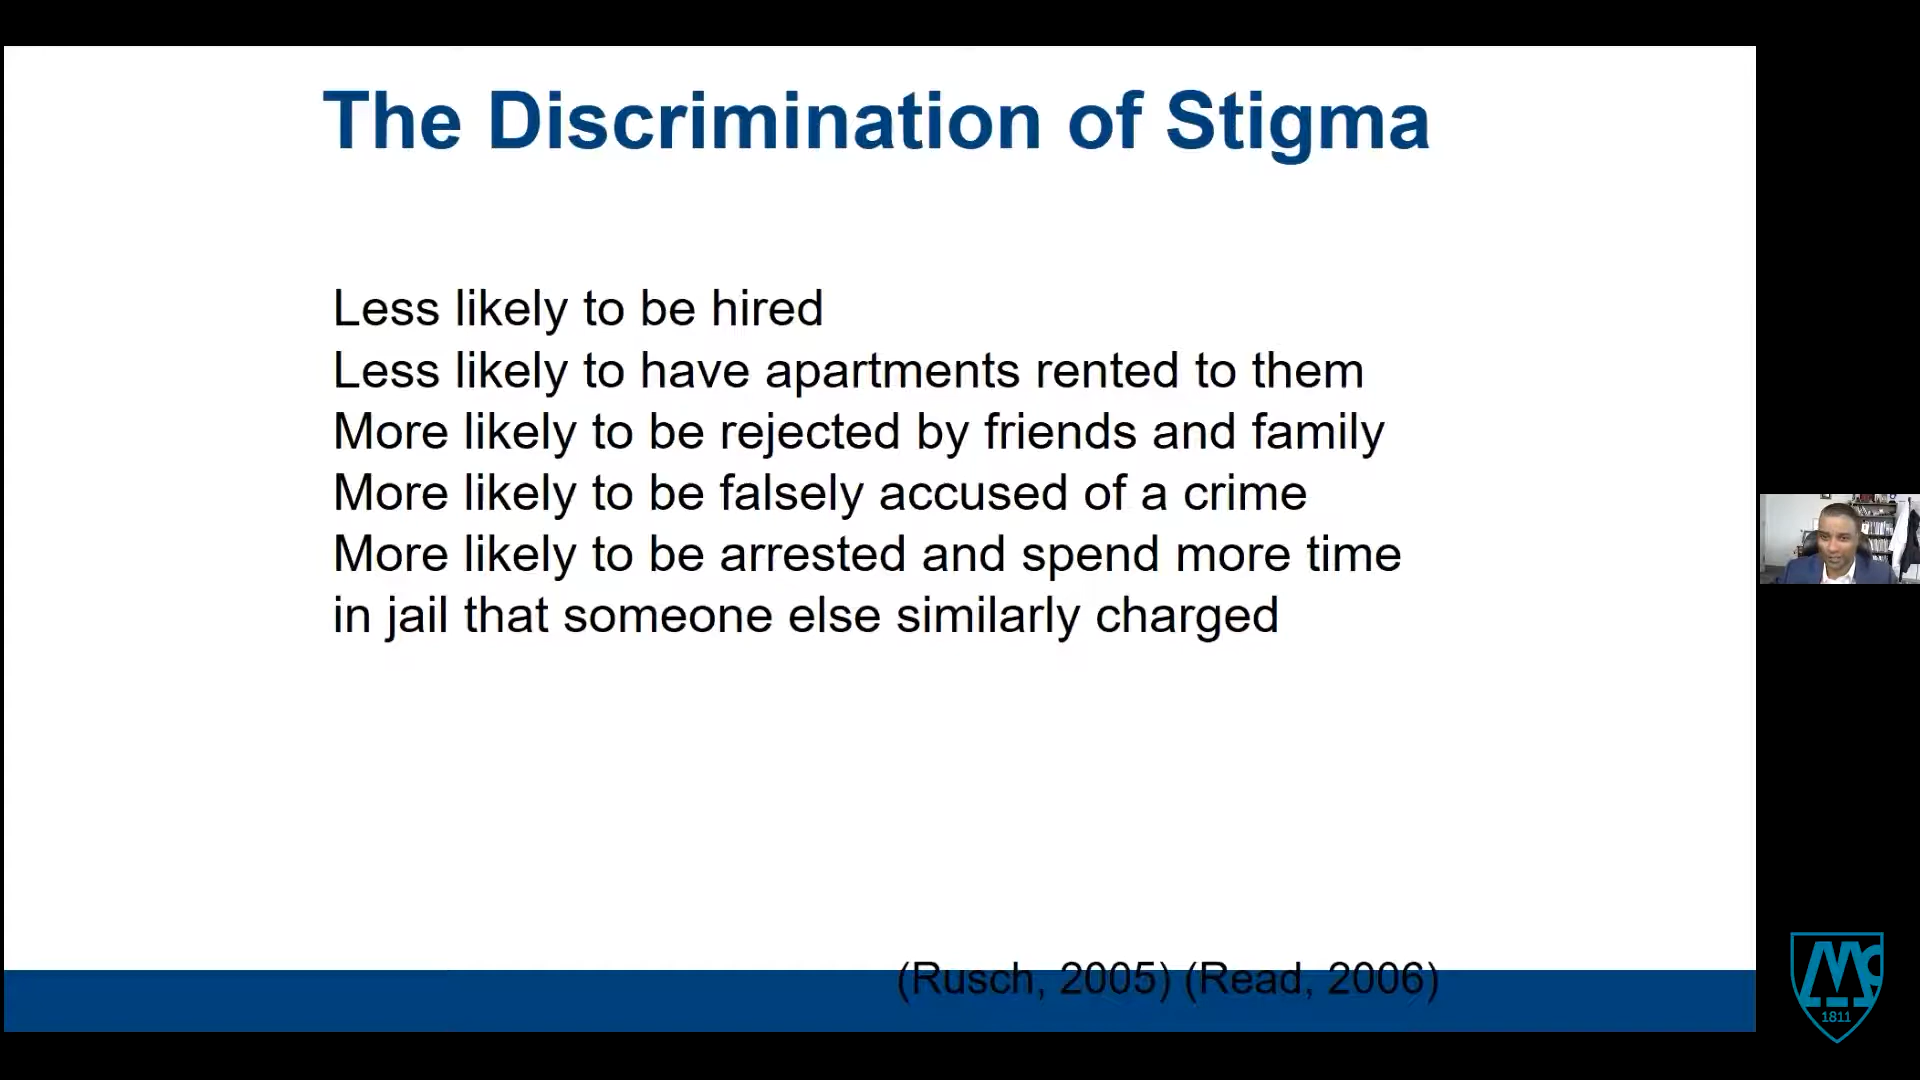 The Discrimination of Stigma
Less likely to be hired
Less likely to have apartments rented to them
More likely to be rejected by friends and family
More likely to be falsely accused of a crime
More likely to be arrested and spend more time
in jail that someone else similarly charged
(Rusch, 2005) (Read, 2006)
1811